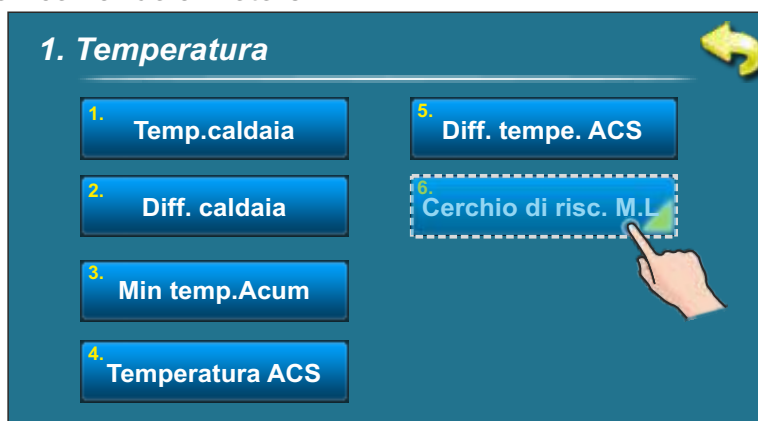 1. Temperatura
1. Temp.caldaia
2. Diff. caldaia
3. Min temp.Acum
4. Temperatura ACS
5. Diff. tempe. ACS
6. Cerchio di risc. M.L